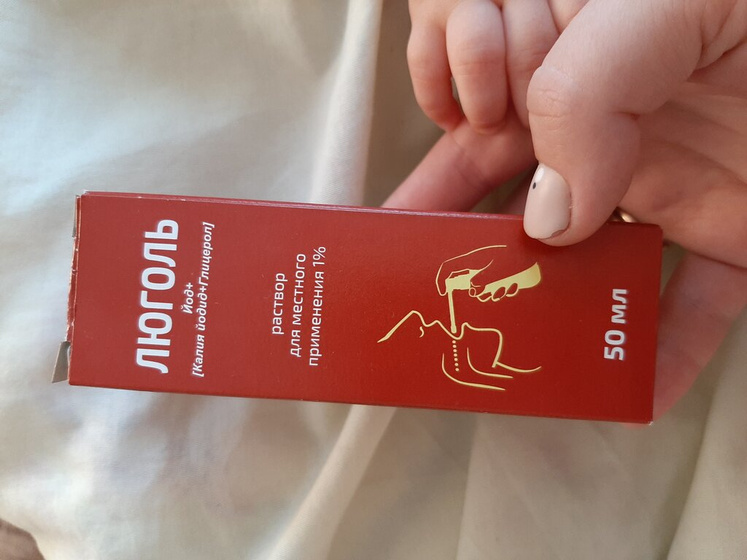 ЛЮГОЛЬ
Йод+
[Калия йодид+Глицерол]
раствор
для местного
применения 1%
50 мл